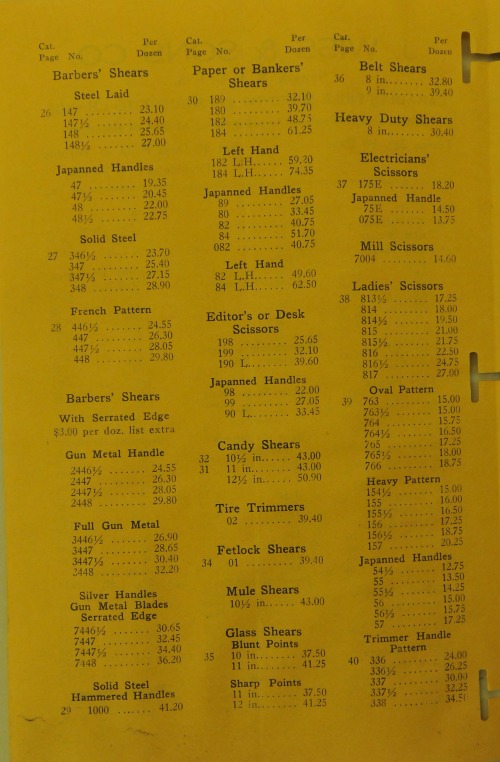 Cat. Per
Page No. Dozen
Barbers' Shears
Steel Laid
26 147 ......... 23.10
147½ ......... 24.40
148 ......... 25.65
148½ ......... 27.00
Japanned Handles
47 ......... 19.35
47½ ......... 20.45
48 ......... 22.00
48½ ......... 22.75
Solid Steel
27 346½ ........ 23.70
347 ......... 25.40
347½ ........ 27.15
348 ......... 28.90
French Pattern
28 446½ ........ 24.55
447 ......... 26.30
447½ ........ 28.05
448 ......... 29.80
Barbers' Shears
With Serrated Edge
$3.00 per doz. list extra
Gun Metal Handle
2446½ ....... 24.55
2447 ........ 26.30
2447½ ....... 28.05
2448 ........ 29.80
Full Gun Metal
3446½ ....... 26.90
3447 ........ 28.65
3447½ ....... 30.40
3448 ........ 32.20
Silver Handles
Gun Metal Blades
Serrated Edge
7446½ ....... 30.65
7447 ........ 32.45
7447½ ....... 34.40
7448 ........ 36.20
Solid Steel
Hammered Handles
29 1000 ....... 41.20
Cat. Per
Page No. Dozen
Paper or Bankers'
Shears
30 189 ......... 32.10
180 ......... 39.70
182 ......... 48.75
184 ......... 61.25
Left Hand
182 L.H...... 59.20
184 L.H...... 74.35
Japanned Handles
89 .......... 27.05
80 .......... 33.45
82 .......... 40.75
84 .......... 51.70
082 ......... 40.75
Left Hand
82 L.H....... 49.60
84 L.H....... 62.50
Editor's or Desk
Scissors
198 ......... 25.65
199 ......... 32.10
190 L........ 39.60
Japanned Handles
98 .......... 22.00
99 .......... 27.05
90 L......... 33.45
Candy Shears
32 10½ in...... 43.00
31 11 in....... 43.00
12½ in...... 50.90
Tire Trimmers
02 .......... 39.40
Fetlock Shears
34 01 .......... 39.40
Mule Shears
10½ in...... 43.00
Glass Shears
Blunt Points
35 10 in....... 37.50
11 in....... 41.25
Sharp Points
11 in....... 37.50
12 in....... 41.25
Cat. Per
Page No. Dozen
Belt Shears
36 8 in........ 32.80
9 in........ 39.40
Heavy Duty Shears
8 in........ 30.40
Electricians'
Scissors
37 175E ........ 18.20
Japanned Handle
75E ......... 14.50
075E ........ 13.75
Mill Scissors
7004 ........ 14.60
Ladies' Scissors
38 813½ ....... 17.25
814 ........ 18.00
814½ ....... 19.50
815 ........ 21.00
815½ ....... 21.75
816 ........ 22.50
816½ ....... 24.75
817 ........ 27.00
Oval Pattern
39 763 ........ 15.00
763½ ....... 15.00
764 ........ 15.75
764½ ....... 16.50
765 ........ 17.25
765½ ....... 18.00
766 ........ 18.75
Heavy Pattern
154½ ....... 15.00
155 ........ 16.00
155½ ....... 16.50
156 ........ 17.25
156½ ....... 18.75
157 ........ 20.25
Japanned Handles
54½ ........ 12.75
55 ......... 13.50
55½ ........ 14.25
56 ......... 15.00
56½ ........ 15.75
57 ......... 17.25
Trimmer Handle
Pattern
40 336 ........ 24.00
336½ ....... 26.25
337 ........ 30.00
337½ ....... 32.25
338 ........ 34.50